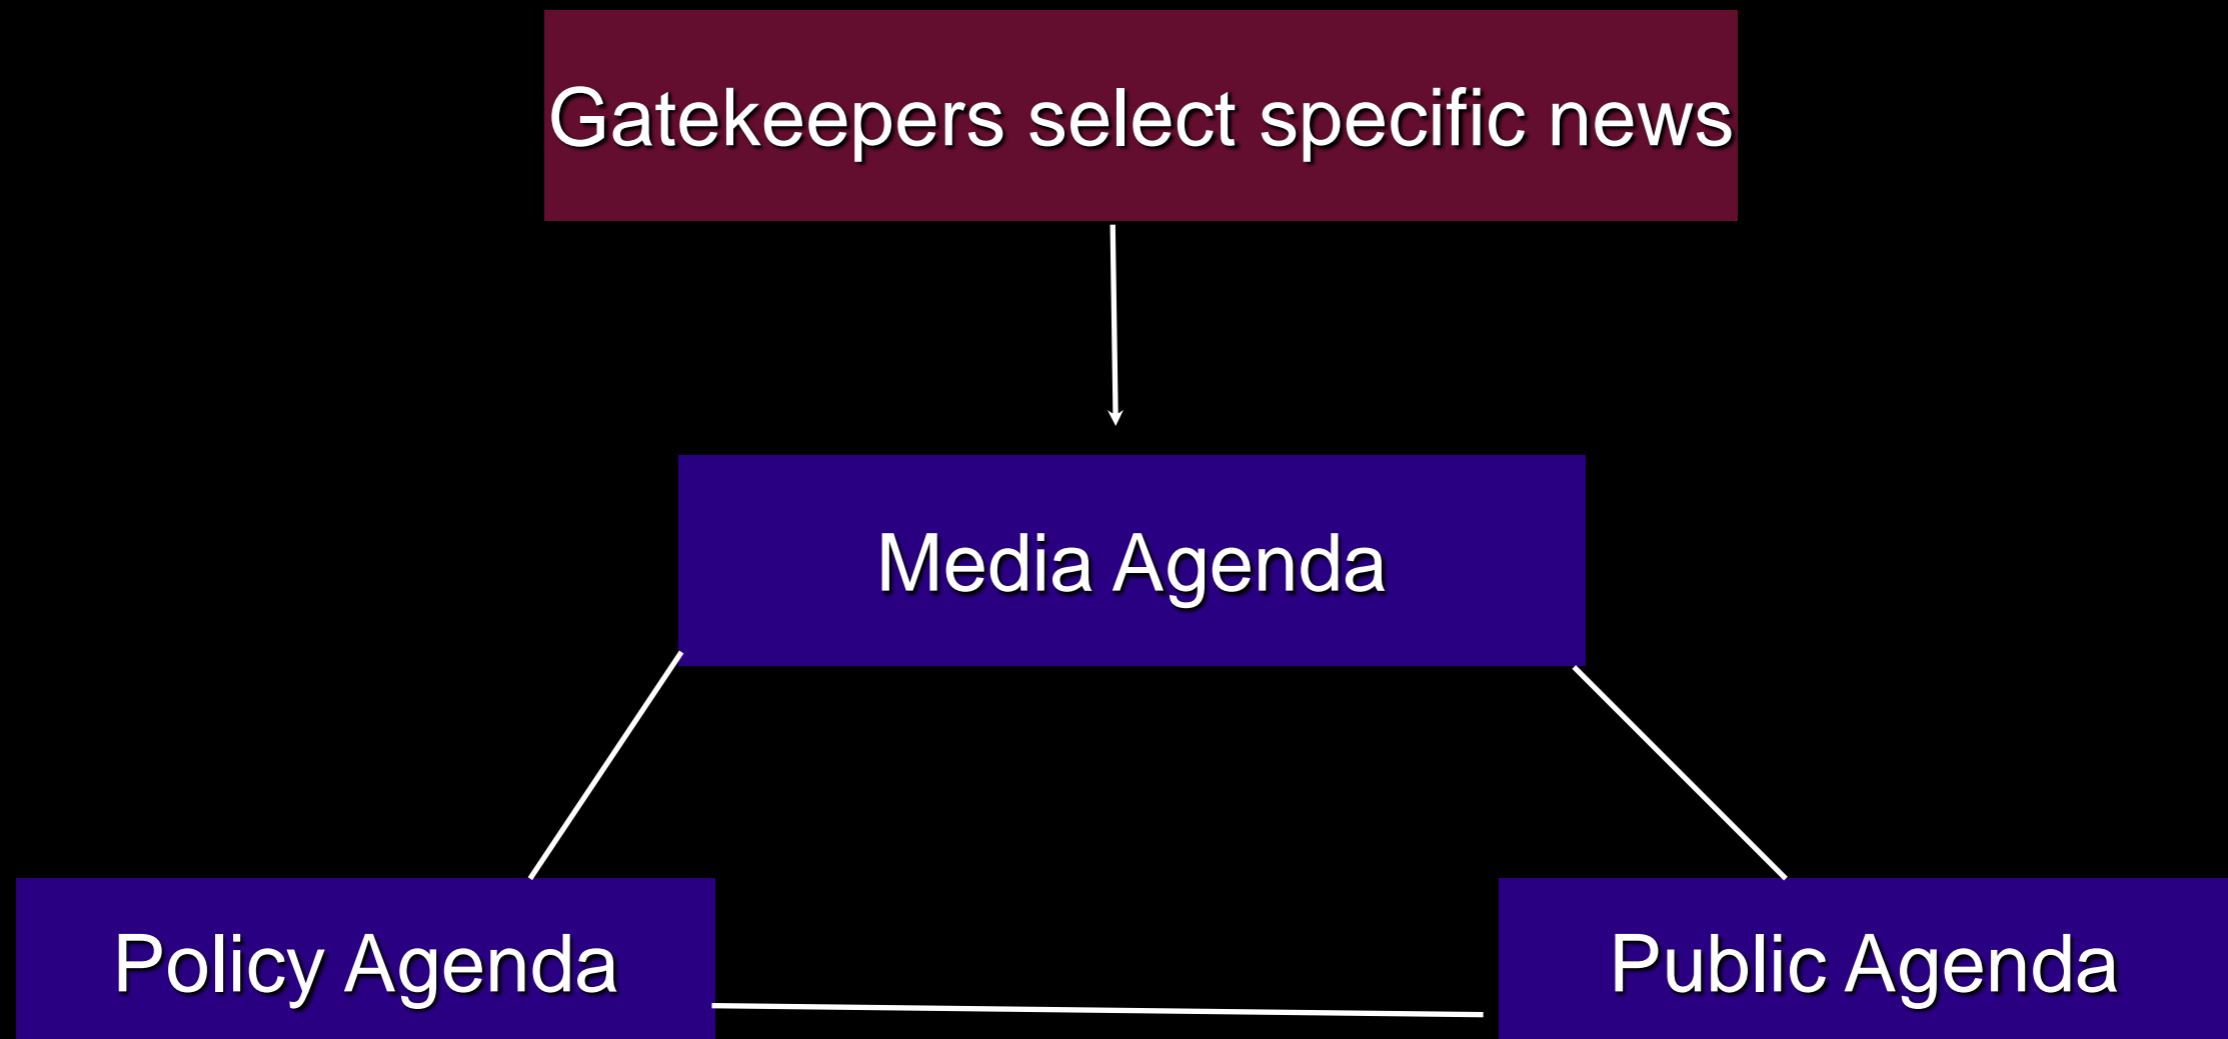 Gatekeepers select specific news
Media Agenda
Policy Agenda
Public Agenda